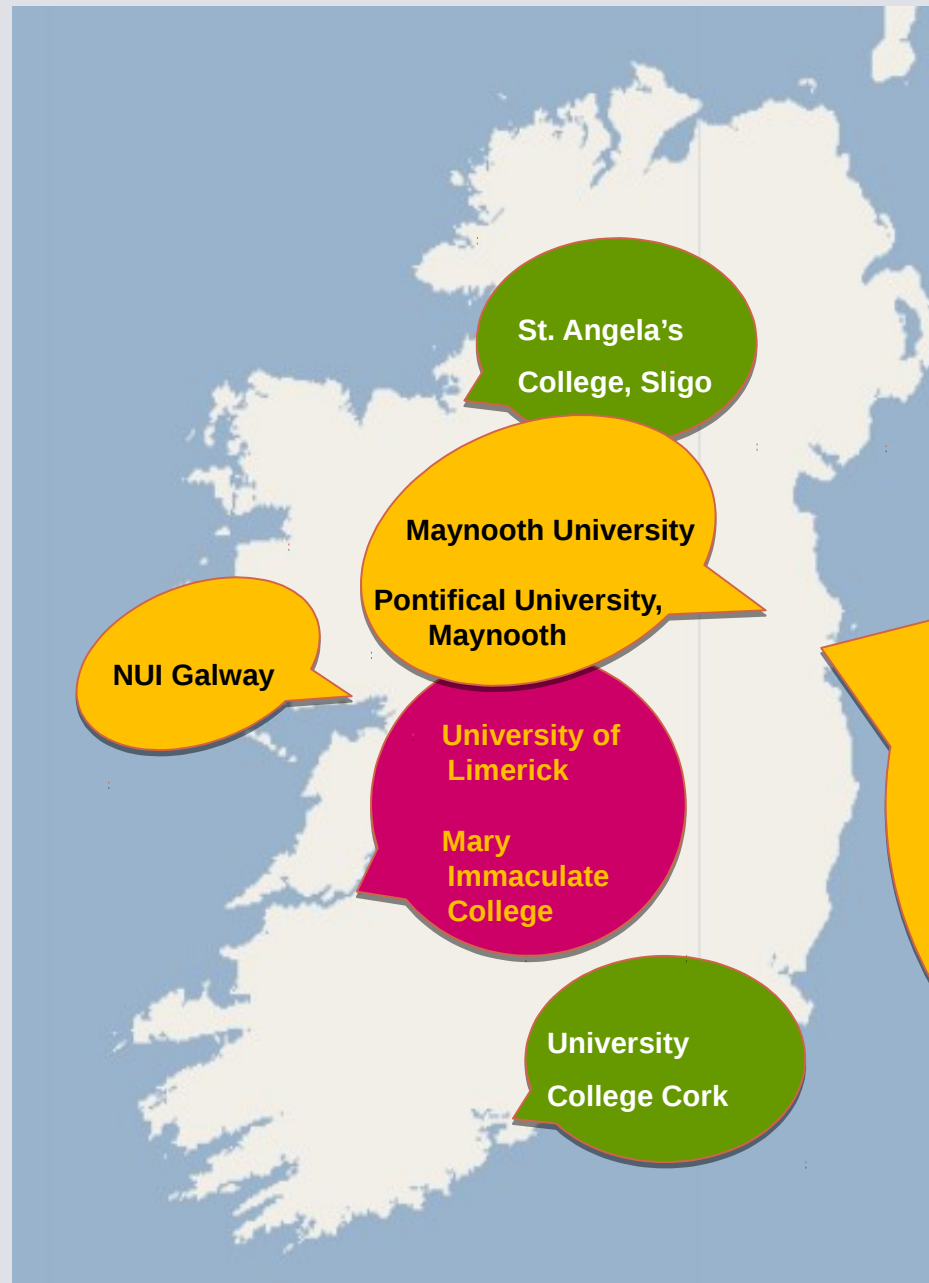 St. Angela’s
College, Sligo
Maynooth University
Pontifical University,
Maynooth
NUI Galway
University of
Limerick
Mary
Immaculate
College
University
College Cork